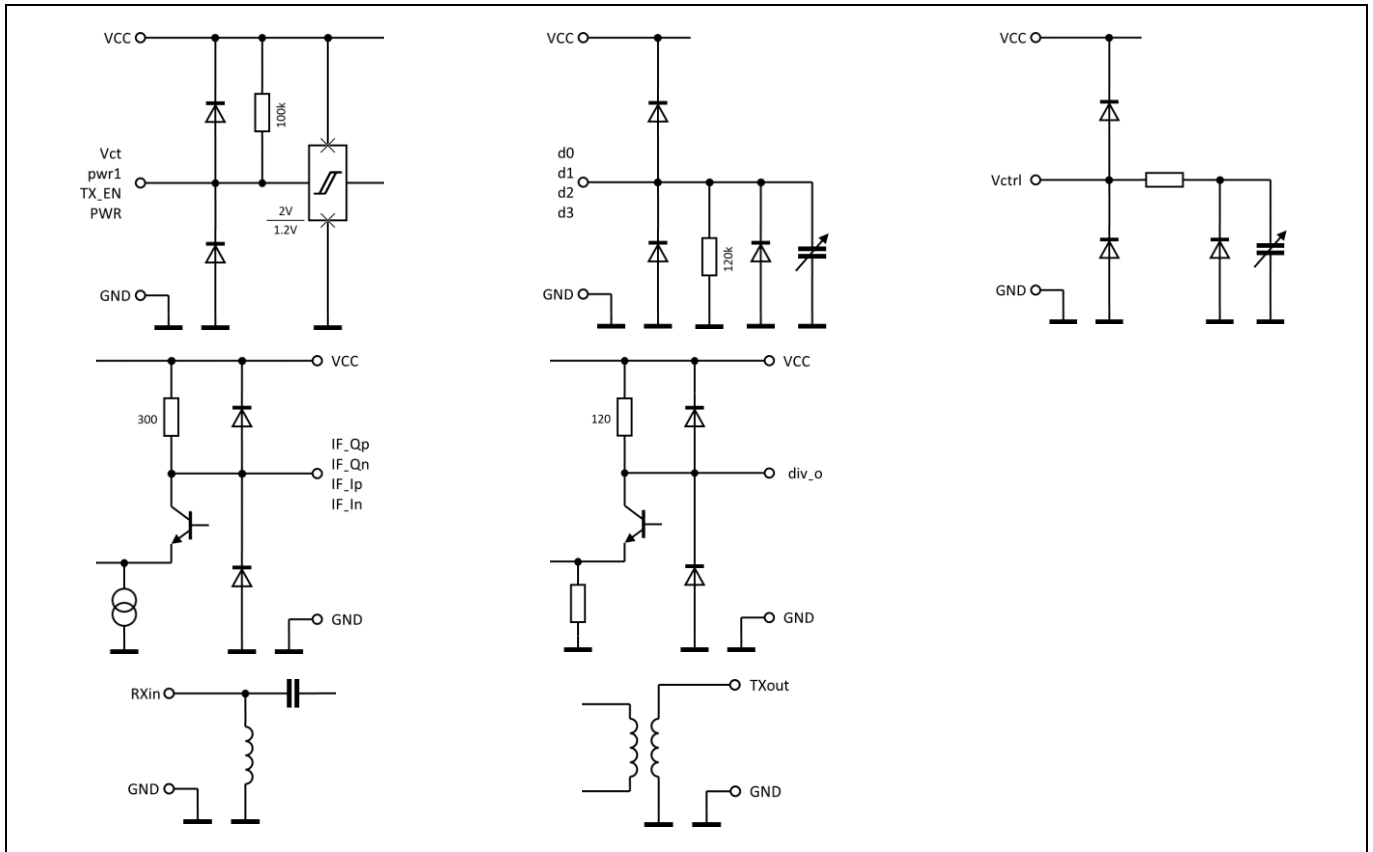 VCC
100k
Vct
pwr1
TX_EN
PWR
2V
1.2V
GND
VCC
d0
d1
d2
d3
120k
GND
VCC
Vctrl
GND
VCC
300
IF_Qp
IF_Qn
IF_Ip
IF_In
GND
VCC
120
div_o
GND
RXin
GND
TXout
GND